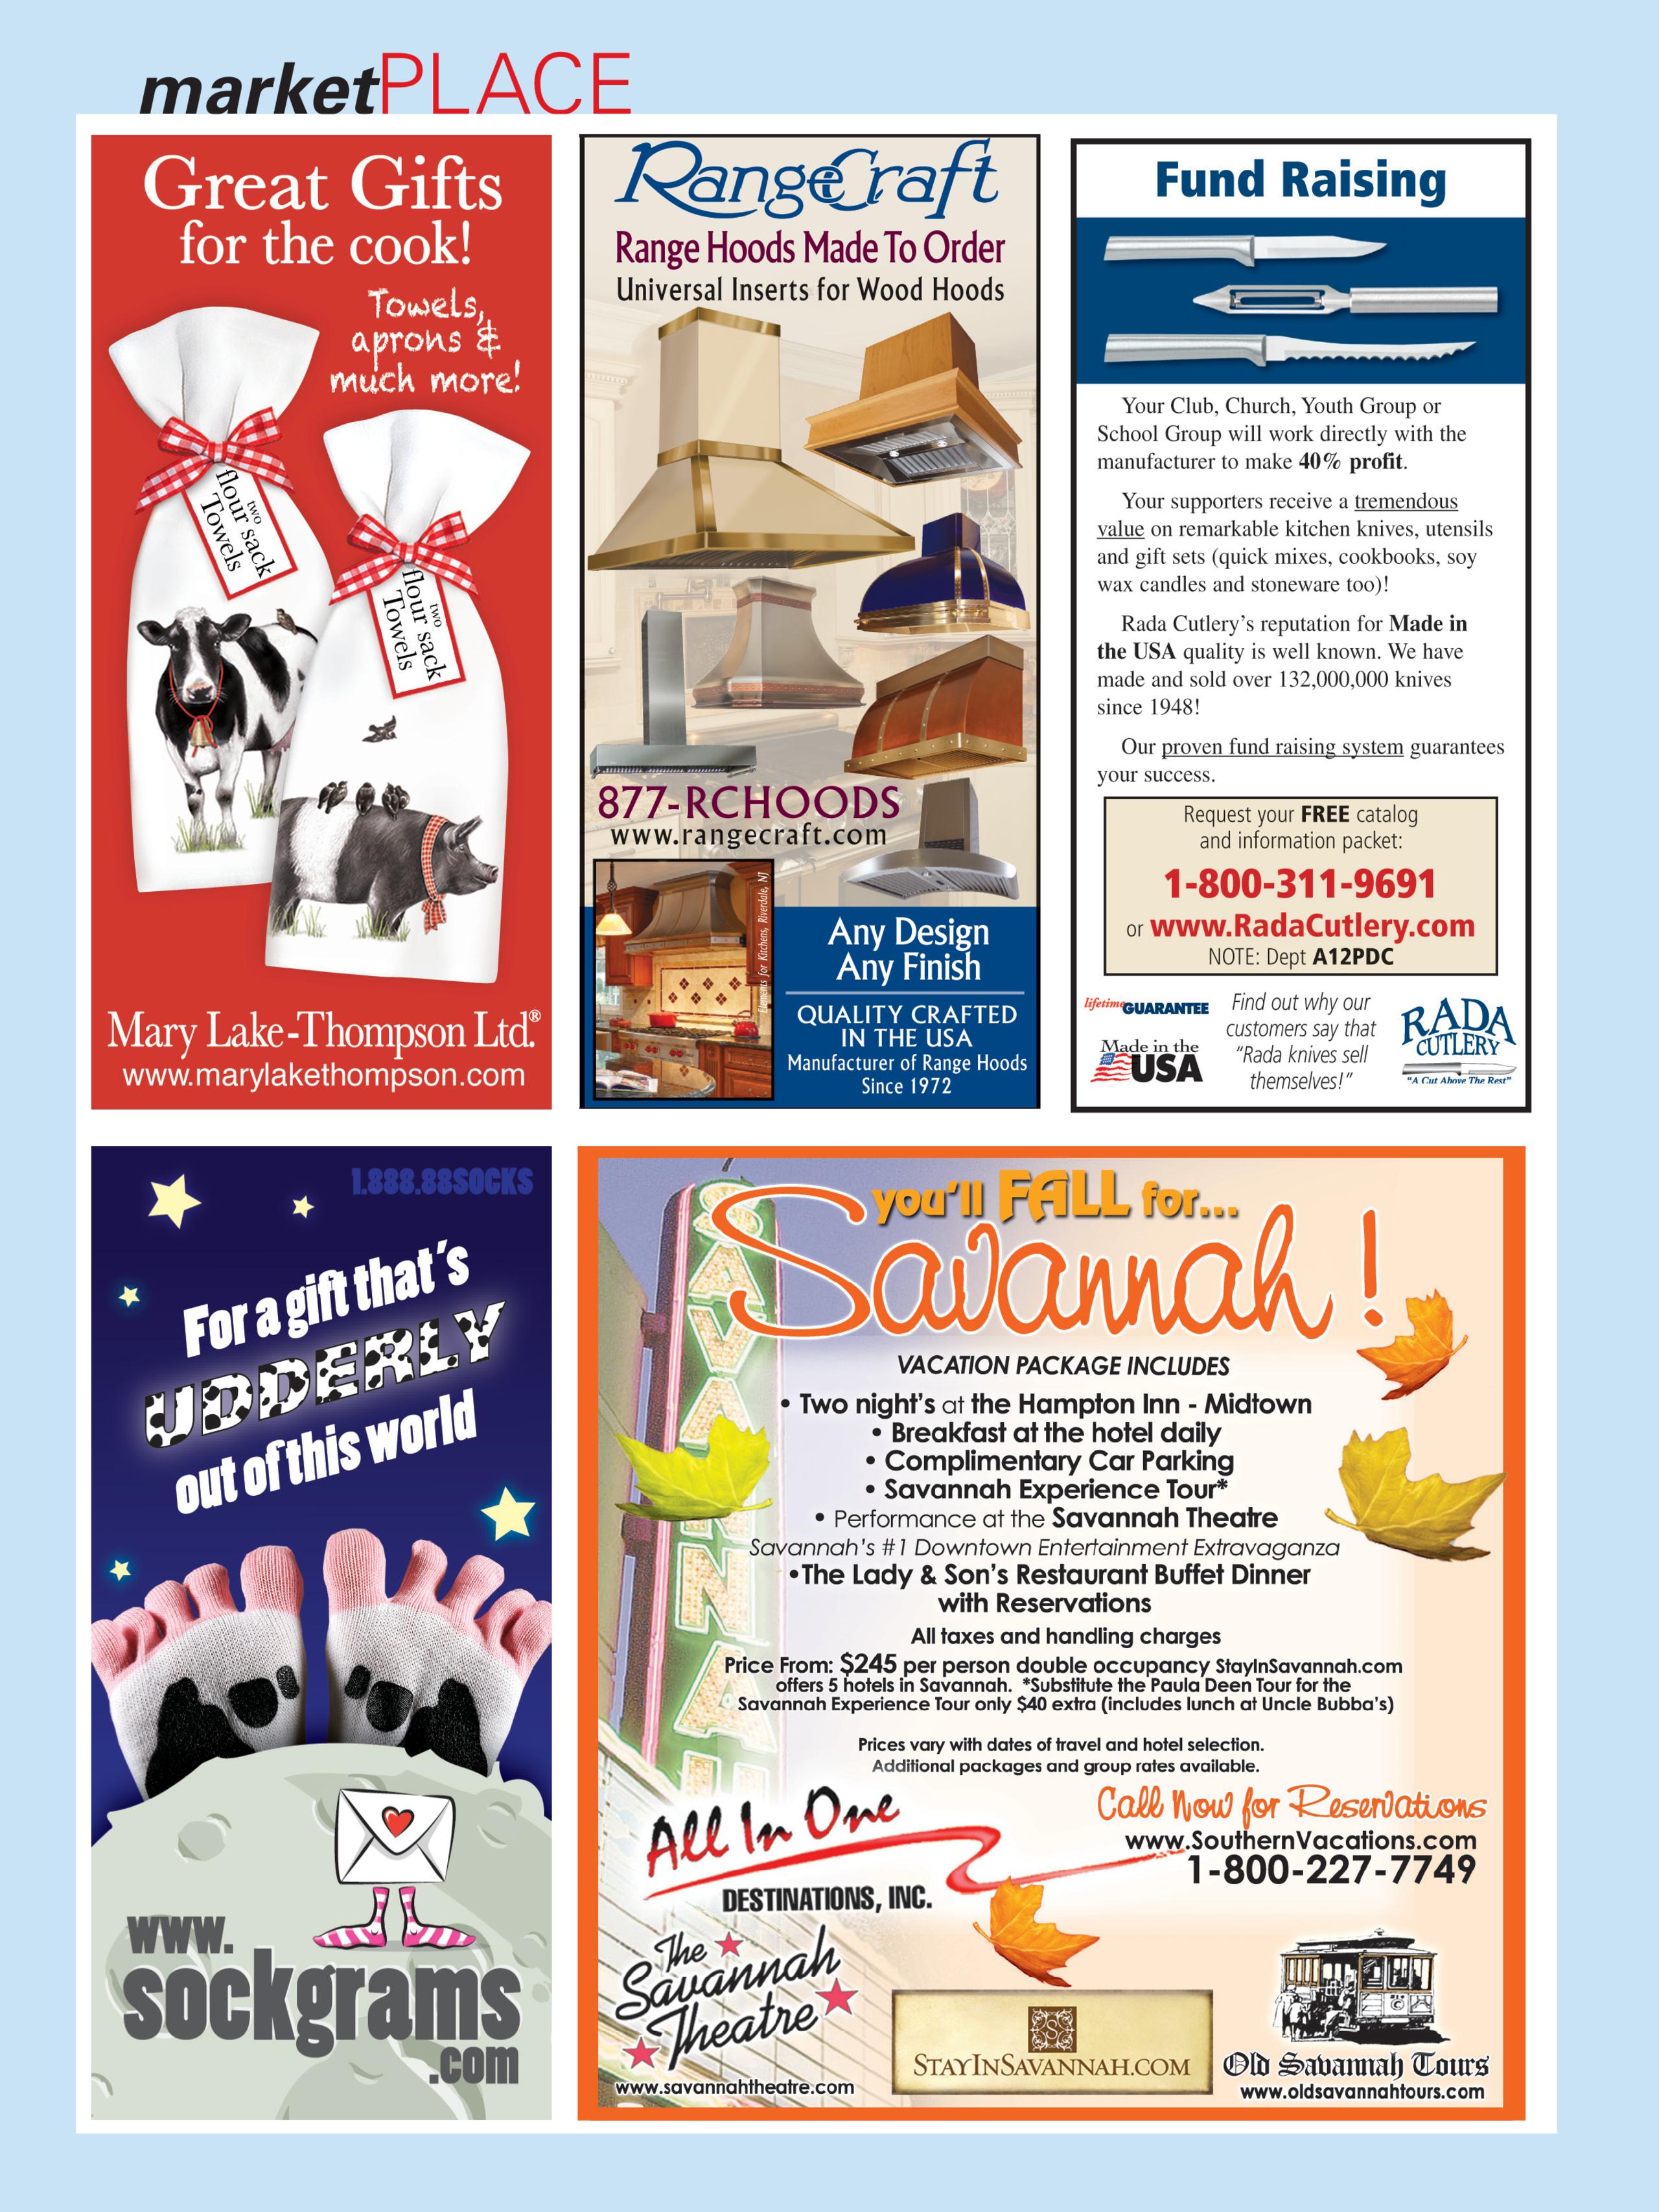 marketPLACE
Great Gifts
for the cook!
Towels,
aprons &
much more!
two
flour sack
Towels
two
flour sack
Towels
Mary Lake-Thompson Ltd.®
www.marylakethompson.com
RangeCraft
Range Hoods Made To Order
Universal Inserts for Wood Hoods
877-RCHOODS
www.rangecraft.com
Elements for Kitchens, Riverdale, NJ
Any Design
Any Finish
QUALITY CRAFTED
IN THE USA
Manufacturer of Range Hoods
Since 1972
Fund Raising
Your Club, Church, Youth Group or
School Group will work directly with the
manufacturer to make 40% profit.
Your supporters receive a tremendous
value on remarkable kitchen knives, utensils
and gift sets (quick mixes, cookbooks, soy
wax candles and stoneware too)!
Rada Cutlery's reputation for Made in
the USA quality is well known. We have
made and sold over 132,000,000 knives
since 1948!
Our proven fund raising system guarantees
your success.
Request your FREE catalog
and information packet:
1-800-311-9691
or www.RadaCutlery.com
NOTE: Dept A12PDC
lifetime GUARANTEE
Made in the
USA
Find out why our
customers say that
"Rada knives sell
themselves!"
RADA
CUTLERY
"A Cut Above The Rest"
1.888.88SOCKS
For a gift that's
UDDERLY
out of this world
www.
sockgrams
.com
SAVANNAH
you'll FALL for...
Savannah!
VACATION PACKAGE INCLUDES
• Two night's at the Hampton Inn - Midtown
• Breakfast at the hotel daily
• Complimentary Car Parking
• Savannah Experience Tour*
• Performance at the Savannah Theatre
Savannah's #1 Downtown Entertainment Extravaganza
•The Lady & Son's Restaurant Buffet Dinner
with Reservations
All taxes and handling charges
Price From: $245 per person double occupancy StayInSavannah.com
offers 5 hotels in Savannah. *Substitute the Paula Deen Tour for the
Savannah Experience Tour only $40 extra (includes lunch at Uncle Bubba's)
Prices vary with dates of travel and hotel selection.
Additional packages and group rates available.
All In One
DESTINATIONS, INC.
Call Now for Reservations
www.SouthernVacations.com
1-800-227-7749
The
Savannah
Theatre
www.savannahtheatre.com
S
STAYINSAVANNAH.COM
Old Savannah Tours
www.oldsavannahtours.com